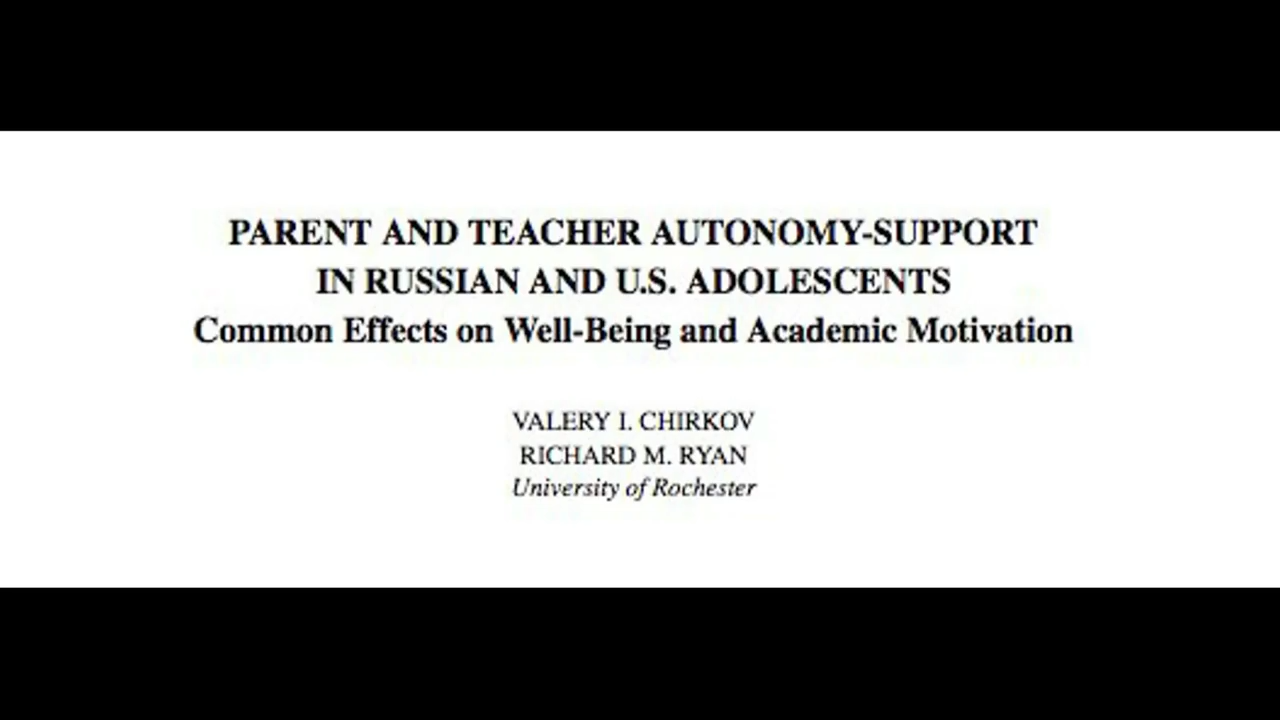 PARENT AND TEACHER AUTONOMY-SUPPORT
IN RUSSIAN AND U.S. ADOLESCENTS
Common Effects on Well-Being and Academic Motivation
VALERY I. CHIRKOV
RICHARD M. RYAN
University of Rochester